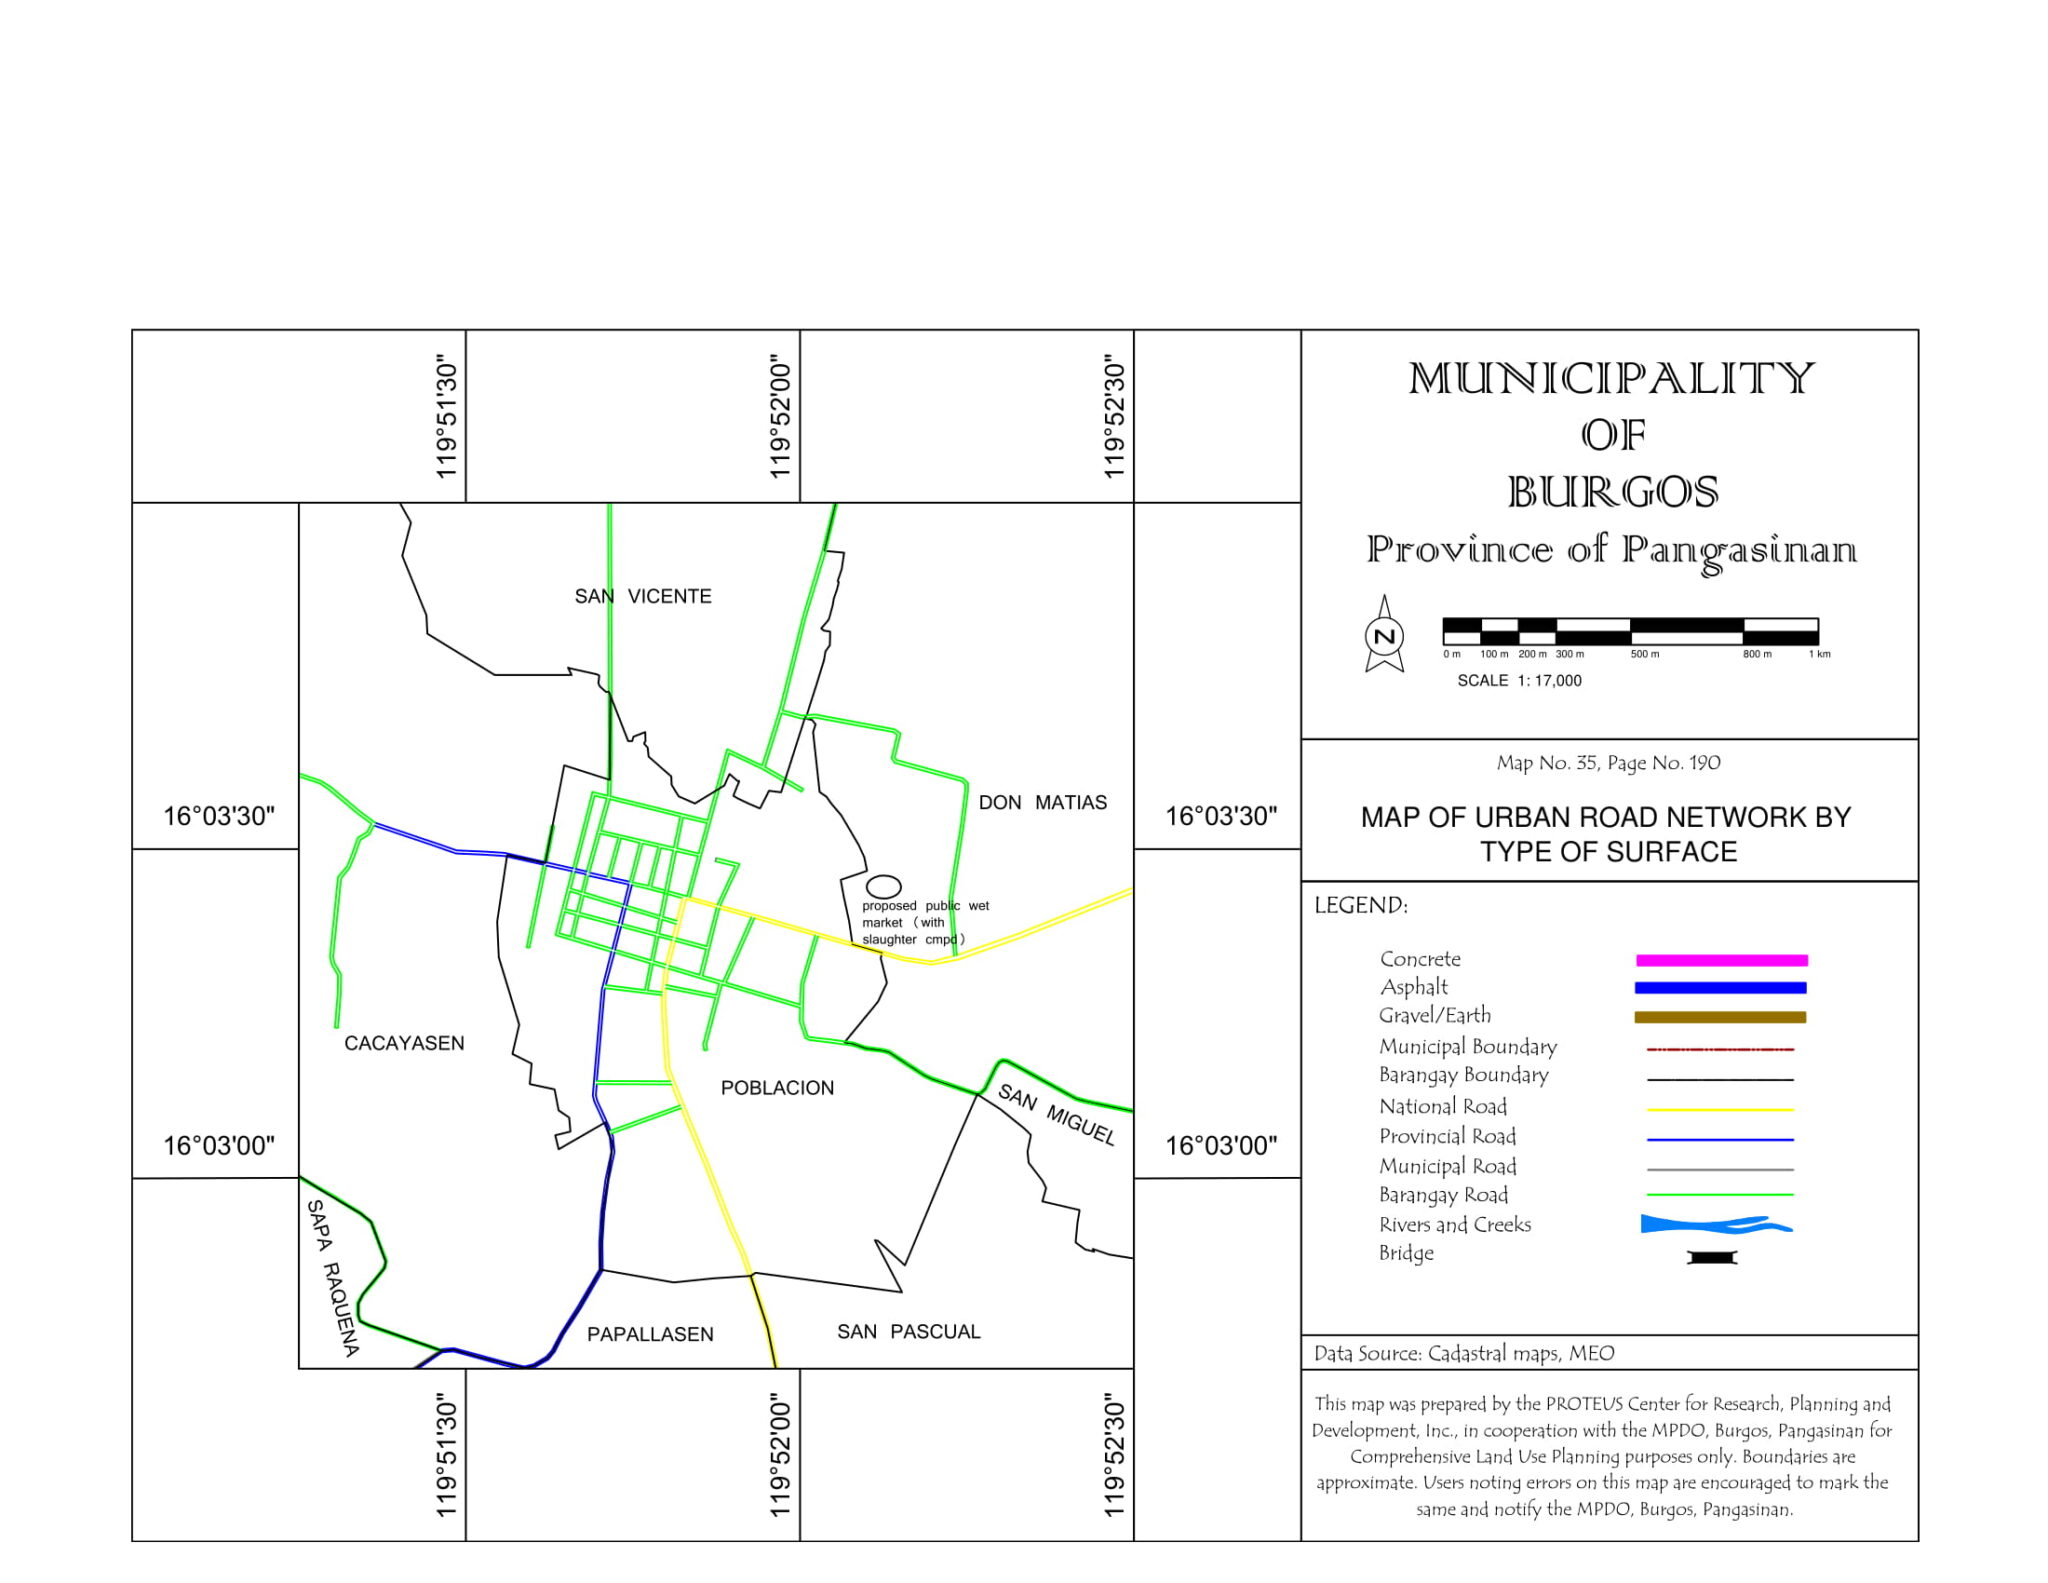 119°51'30"
119°52'00"
119°52'30"
SAN VICENTE
16°03'30"
16°03'30"
DON MATIAS
proposed public wet
market (with
slaughter cmpd)
CACAYASEN
POBLACION
SAN MIGUEL
16°03'00"
16°03'00"
SAPA RAQUENA
PAPALLASEN
SAN PASCUAL
119°51'30"
119°52'00"
119°52'30"
MUNICIPALITY
OF
BURGOS
Province of Pangasinan
N
0 m 100 m 200 m 300 m 500 m 800 m 1 km
SCALE 1: 17,000
Map No. 35, Page No. 190
MAP OF URBAN ROAD NETWORK BY
TYPE OF SURFACE
LEGEND:
Concrete
Asphalt
Gravel/Earth
Municipal Boundary
Barangay Boundary
National Road
Provincial Road
Municipal Road
Barangay Road
Rivers and Creeks
Bridge
Data Source: Cadastral maps, MEO
This map was prepared by the PROTEUS Center for Research, Planning and
Development, Inc., in cooperation with the MPDO, Burgos, Pangasinan for
Comprehensive Land Use Planning purposes only. Boundaries are
approximate. Users noting errors on this map are encouraged to mark the
same and notify the MPDO, Burgos, Pangasinan.